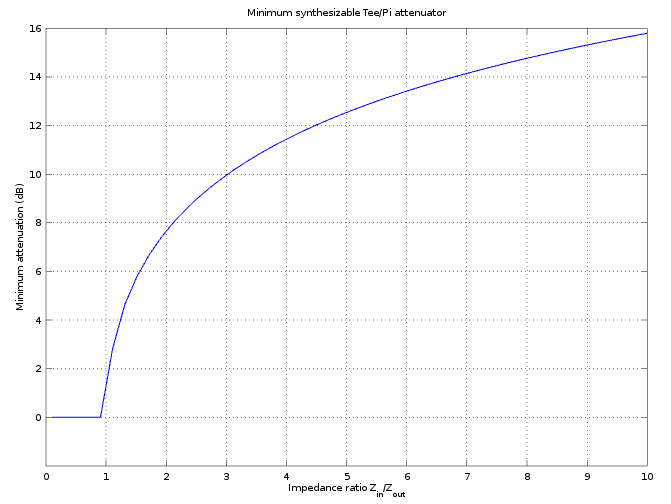 Minimum synthesizable Tee/Pi attenuator
16
14
12
10
8
6
4
2
0
Minimum attenuation (dB)
0 1 2 3 4 5 6 7 8 9 10
Impedance ratio Z_in/Z_out